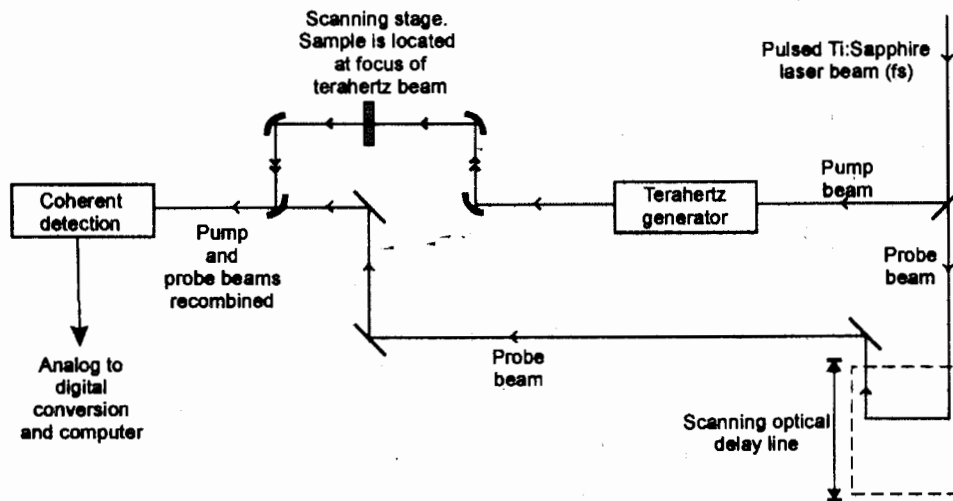 Scanning stage.
Sample is located
at focus of
terahertz beam
Pulsed Ti:Sapphire
laser beam (fs)
Coherent
detection
Pump
and
probe beams
recombined
Terahertz
generator
Pump
beam
Probe
beam
Probe
beam
Analog to
digital
conversion
and computer
Scanning optical
delay line